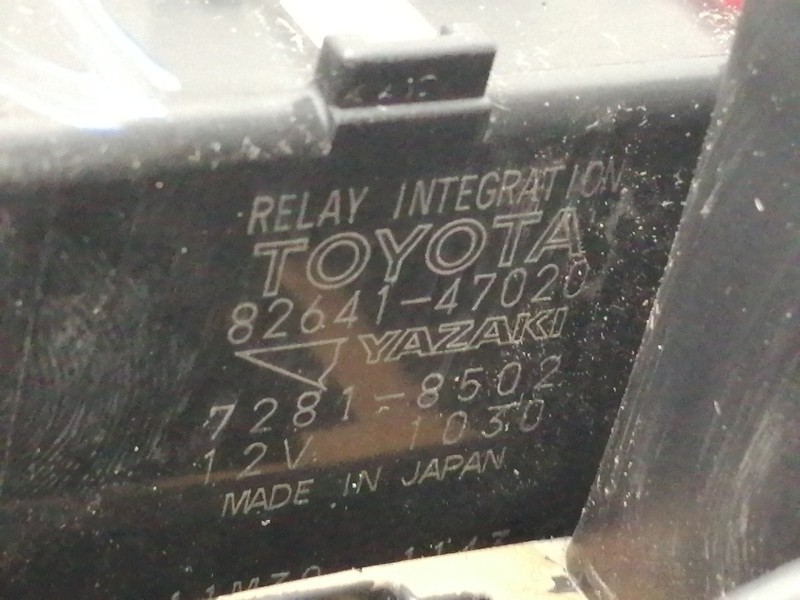 RELAY INTEGRATION
TOYOTA
82641-47020
YAZAKI
7281-8502
12V 1030
MADE IN JAPAN